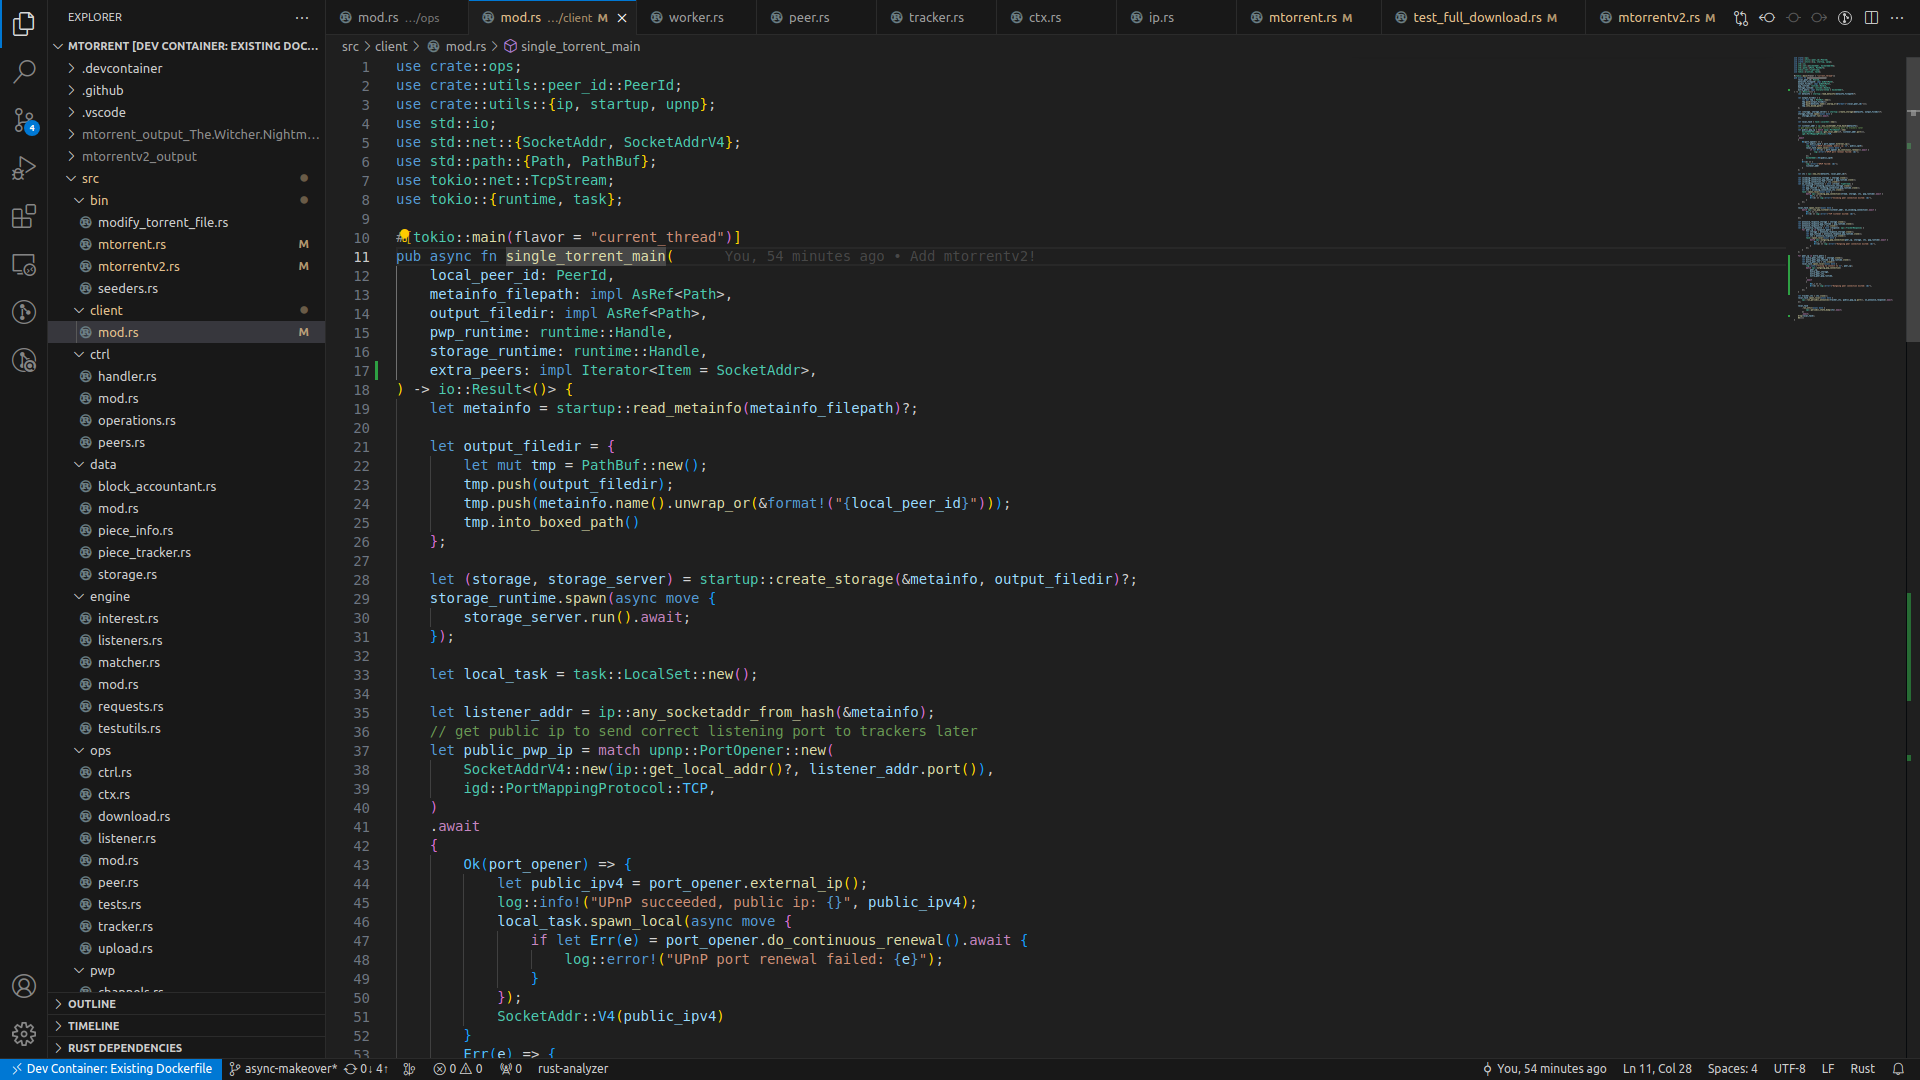 EXPLORER
MTORRENT [DEV CONTAINER: EXISTING DOC...
.devcontainer
.github
.vscode
mtorrent_output_The.Witcher.Nightm...
mtorrentv2_output
src
bin
modify_torrent_file.rs
mtorrent.rs M
mtorrentv2.rs M
seeders.rs
client
mod.rs M
ctrl
handler.rs
mod.rs
operations.rs
peers.rs
data
block_accountant.rs
mod.rs
piece_info.rs
piece_tracker.rs
storage.rs
engine
interest.rs
listeners.rs
matcher.rs
mod.rs
requests.rs
testutils.rs
ops
ctrl.rs
ctx.rs
download.rs
listener.rs
mod.rs
peer.rs
tests.rs
tracker.rs
upload.rs
pwp
channels.rs
OUTLINE
TIMELINE
RUST DEPENDENCIES
4
mod.rs .../ops
mod.rs .../client M
worker.rs
peer.rs
tracker.rs
ctx.rs
ip.rs
mtorrent.rs M
test_full_download.rs M
mtorrentv2.rs M
src > client > mod.rs > single_torrent_main
1 use crate::ops;
2 use crate::utils::peer_id::PeerId;
3 use crate::utils::{ip, startup, upnp};
4 use std::io;
5 use std::net::{SocketAddr, SocketAddrV4};
6 use std::path::{Path, PathBuf};
7 use tokio::net::TcpStream;
8 use tokio::{runtime, task};
9
10 #[tokio::main(flavor = "current_thread")]
11 pub async fn single_torrent_main( You, 54 minutes ago • Add mtorrentv2!
12 local_peer_id: PeerId,
13 metainfo_filepath: impl AsRef<Path>,
14 output_filedir: impl AsRef<Path>,
15 pwp_runtime: runtime::Handle,
16 storage_runtime: runtime::Handle,
17 extra_peers: impl Iterator<Item = SocketAddr>,
18 ) -> io::Result<()> {
19 let metainfo = startup::read_metainfo(metainfo_filepath)?;
20
21 let output_filedir = {
22 let mut tmp = PathBuf::new();
23 tmp.push(output_filedir);
24 tmp.push(metainfo.name().unwrap_or(&format!("{local_peer_id}")));
25 tmp.into_boxed_path()
26 };
27
28 let (storage, storage_server) = startup::create_storage(&metainfo, output_filedir)?;
29 storage_runtime.spawn(async move {
30 storage_server.run().await;
31 });
32
33 let local_task = task::LocalSet::new();
34
35 let listener_addr = ip::any_socketaddr_from_hash(&metainfo);
36 // get public ip to send correct listening port to trackers later
37 let public_pwp_ip = match upnp::PortOpener::new(
38 SocketAddrV4::new(ip::get_local_addr()?, listener_addr.port()),
39 igd::PortMappingProtocol::TCP,
40 )
41 .await
42 {
43 Ok(port_opener) => {
44 let public_ipv4 = port_opener.external_ip();
45 log::info!("UPnP succeeded, public ip: {}", public_ipv4);
46 local_task.spawn_local(async move {
47 if let Err(e) = port_opener.do_continuous_renewal().await {
48 log::error!("UPnP port renewal failed: {e}");
49 }
50 });
51 SocketAddr::V4(public_ipv4)
52 }
53 Err(e) => {
Dev Container: Existing Dockerfile
async-makeover* 0↓ 4↑ 0 0 0 rust-analyzer
You, 54 minutes ago Ln 11, Col 28 Spaces: 4 UTF-8 LF Rust